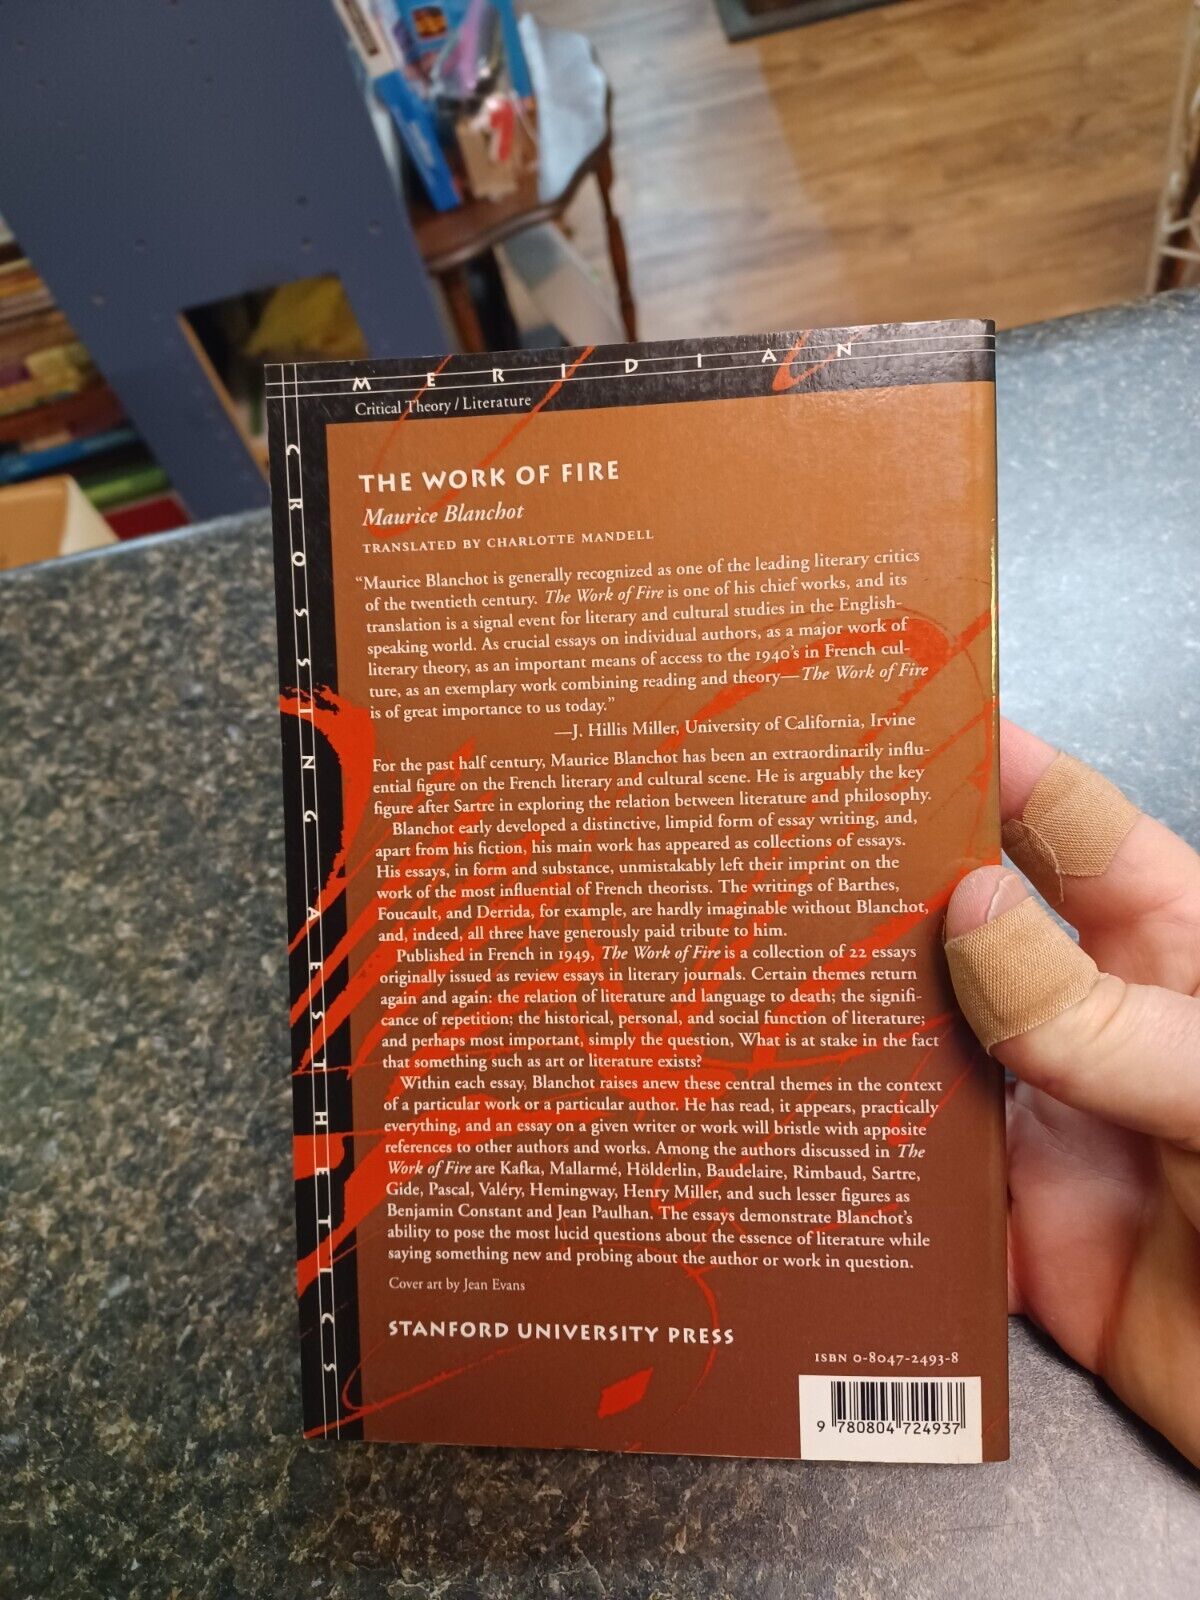 MERIDIAN
CROSSING AESTHETICS
Critical Theory / Literature
THE WORK OF FIRE
Maurice Blanchot
TRANSLATED BY CHARLOTTE MANDELL
“Maurice Blanchot is generally recognized as one of the leading literary critics
of the twentieth century. The Work of Fire is one of his chief works, and its
translation is a signal event for literary and cultural studies in the English-
speaking world. As crucial essays on individual authors, as a major work of
literary theory, as an important means of access to the 1940’s in French cul-
ture, as an exemplary work combining reading and theory—The Work of Fire
is of great importance to us today.”
—J. Hillis Miller, University of California, Irvine
For the past half century, Maurice Blanchot has been an extraordinarily influ-
ential figure on the French literary and cultural scene. He is arguably the key
figure after Sartre in exploring the relation between literature and philosophy.
Blanchot early developed a distinctive, limpid form of essay writing, and,
apart from his fiction, his main work has appeared as collections of essays.
His essays, in form and substance, unmistakably left their imprint on the
work of the most influential of French theorists. The writings of Barthes,
Foucault, and Derrida, for example, are hardly imaginable without Blanchot,
and, indeed, all three have generously paid tribute to him.
Published in French in 1949, The Work of Fire is a collection of 22 essays
originally issued as review essays in literary journals. Certain themes return
again and again: the relation of literature and language to death; the signifi-
cance of repetition; the historical, personal, and social function of literature;
and perhaps most important, simply the question, What is at stake in the fact
that something such as art or literature exists?
Within each essay, Blanchot raises anew these central themes in the context
of a particular work or a particular author. He has read, it appears, practically
everything, and an essay on a given writer or work will bristle with apposite
references to other authors and works. Among the authors discussed in The
Work of Fire are Kafka, Mallarmé, Hölderlin, Baudelaire, Rimbaud, Sartre,
Gide, Pascal, Valéry, Hemingway, Henry Miller, and such lesser figures as
Benjamin Constant and Jean Paulhan. The essays demonstrate Blanchot’s
ability to pose the most lucid questions about the essence of literature while
saying something new and probing about the author or work in question.
Cover art by Jean Evans
STANFORD UNIVERSITY PRESS
ISBN 0-8047-2493-8
9 780804 724937